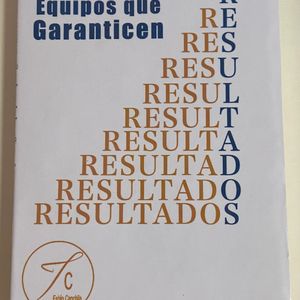 Equipos que
Garanticen
R
RE
RES
RESU
RESUL
RESULT
RESULTA
RESULTAD
RESULTADO
RESULTADOS